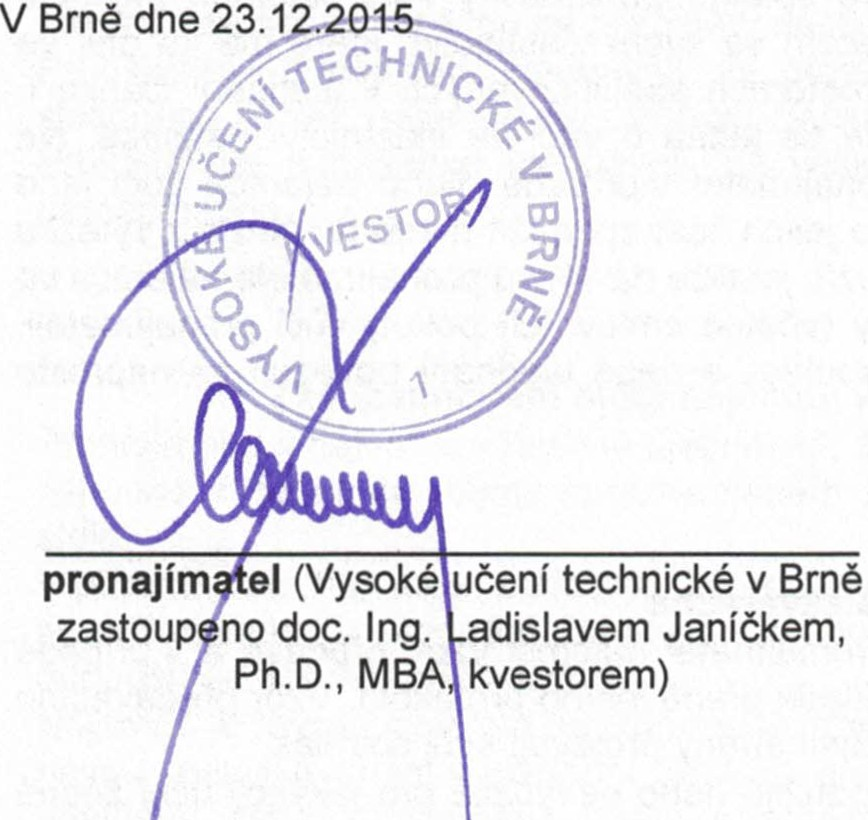 V Brně dne 23.12.2015
VYSOKÉ UČENÍ TECHNICKÉ V BRNĚ
KVESTOR
1
pronajímatel (Vysoké učení technické v Brně
zastoupeno doc. Ing. Ladislavem Janíčkem,
Ph.D., MBA, kvestorem)